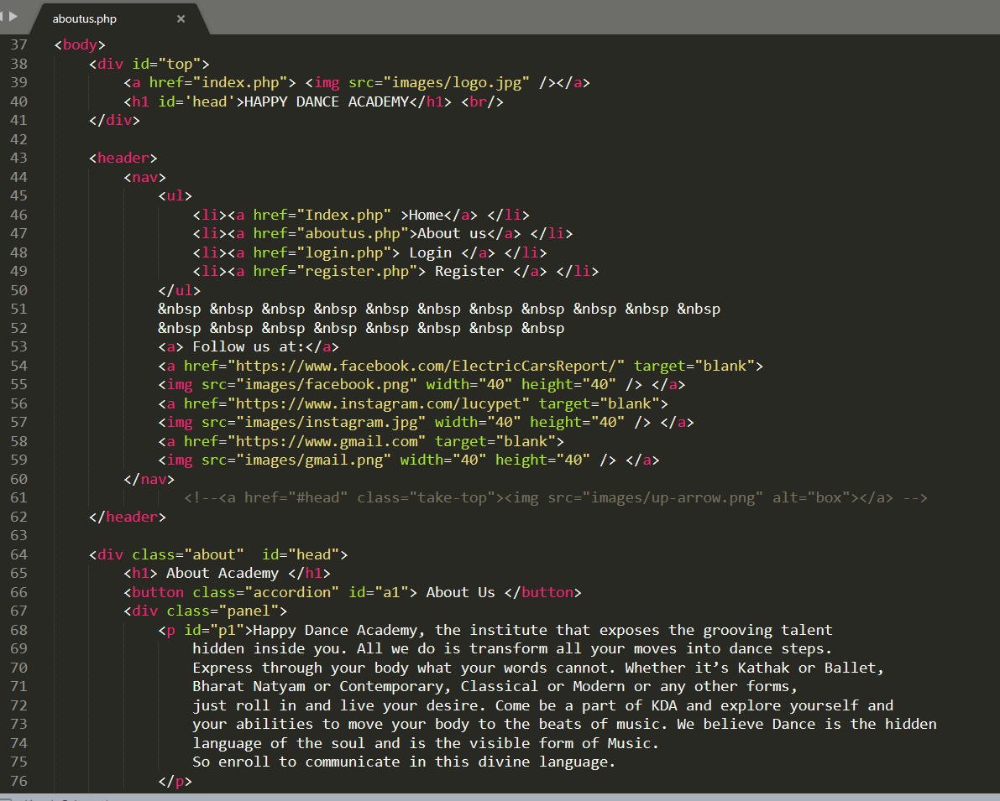 aboutus.php ×
37 <body>
38 <div id="top">
39 <a href="index.php"> <img src="images/logo.jpg" /></a>
40 <h1 id='head'>HAPPY DANCE ACADEMY</h1> <br/>
41 </div>
42
43 <header>
44 <nav>
45 <ul>
46 <li><a href="Index.php" >Home</a> </li>
47 <li><a href="aboutus.php">About us</a> </li>
48 <li><a href="login.php"> Login </a> </li>
49 <li><a href="register.php"> Register </a> </li>
50 </ul>
51 &nbsp &nbsp &nbsp &nbsp &nbsp &nbsp &nbsp &nbsp &nbsp &nbsp &nbsp
52 &nbsp &nbsp &nbsp &nbsp &nbsp &nbsp &nbsp &nbsp
53 <a> Follow us at:</a>
54 <a href="https://www.facebook.com/ElectricCarsReport/" target="blank">
55 <img src="images/facebook.png" width="40" height="40" /> </a>
56 <a href="https://www.instagram.com/lucypet" target="blank">
57 <img src="images/instagram.jpg" width="40" height="40" /> </a>
58 <a href="https://www.gmail.com" target="blank">
59 <img src="images/gmail.png" width="40" height="40" /> </a>
60 </nav>
61 <!--<a href="#head" class="take-top"><img src="images/up-arrow.png" alt="box"></a> -->
62 </header>
63
64 <div class="about"  id="head">
65 <h1> About Academy </h1>
66 <button class="accordion" id="a1"> About Us </button>
67 <div class="panel">
68 <p id="p1">Happy Dance Academy, the institute that exposes the grooving talent
69 hidden inside you. All we do is transform all your moves into dance steps.
70 Express through your body what your words cannot. Whether it’s Kathak or Ballet,
71 Bharat Natyam or Contemporary, Classical or Modern or any other forms,
72 just roll in and live your desire. Come be a part of KDA and explore yourself and
73 your abilities to move your body to the beats of music. We believe Dance is the hidden
74 language of the soul and is the visible form of Music.
75 So enroll to communicate in this divine language.
76 </p>